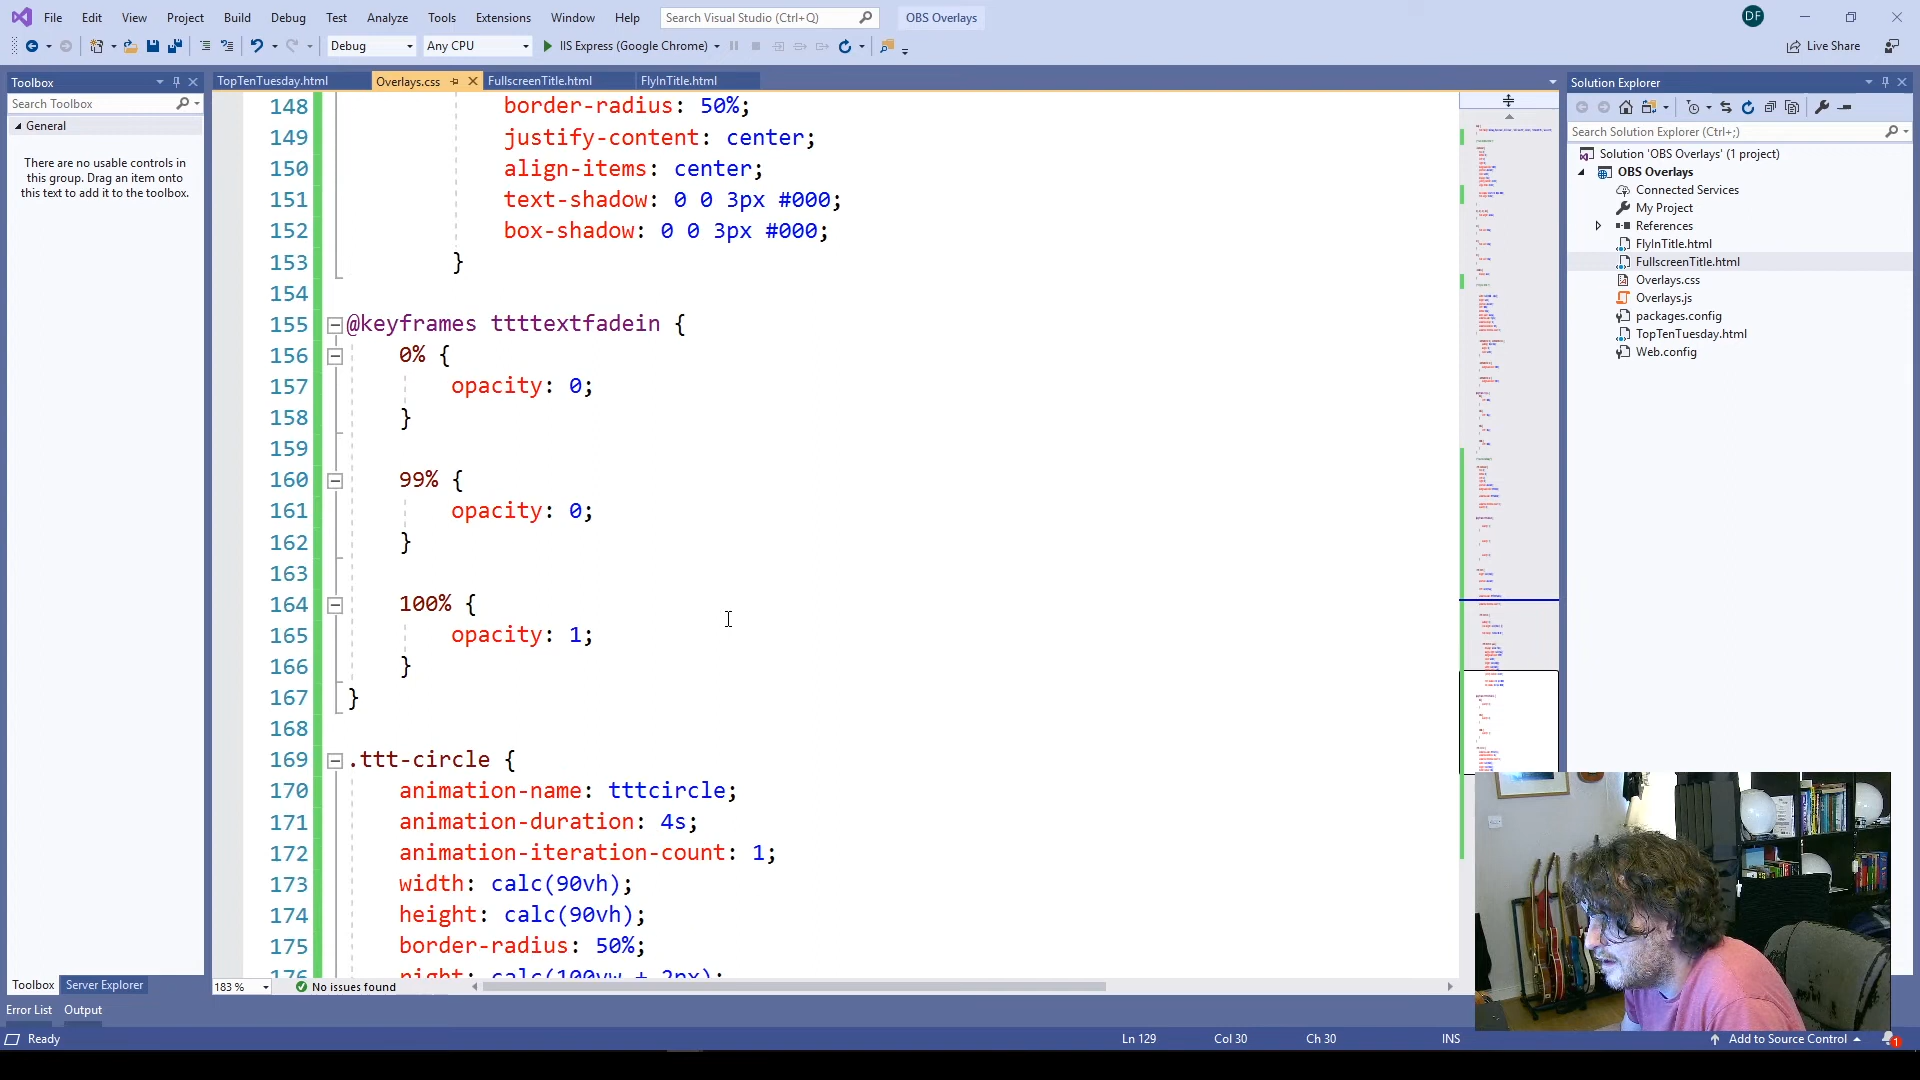 File Edit View Project Build Debug Test Analyze Tools Extensions Window Help Search Visual Studio (Ctrl+Q) OBS Overlays DF
Debug Any CPU IIS Express (Google Chrome) Live Share
Toolbox
Search Toolbox
General
There are no usable controls in
this group. Drag an item onto
this text to add it to the toolbox.
TopTenTuesday.html Overlays.css FullscreenTitle.html FlyInTitle.html
148 border-radius: 50%;
149 justify-content: center;
150 align-items: center;
151 text-shadow: 0 0 3px #000;
152 box-shadow: 0 0 3px #000;
153 }
154
155 @keyframes ttttextfadein {
156 0% {
157 opacity: 0;
158 }
159
160 99% {
161 opacity: 0;
162 }
163
164 100% {
165 opacity: 1;
166 }
167 }
168
169 .ttt-circle {
170 animation-name: tttcircle;
171 animation-duration: 4s;
172 animation-iteration-count: 1;
173 width: calc(90vh);
174 height: calc(90vh);
175 border-radius: 50%;
176 right: calc(100vw + 2px);
183 % No issues found
Solution Explorer
Search Solution Explorer (Ctrl+;)
Solution 'OBS Overlays' (1 project)
OBS Overlays
Connected Services
My Project
References
FlyInTitle.html
FullscreenTitle.html
Overlays.css
Overlays.js
packages.config
TopTenTuesday.html
Web.config
Toolbox Server Explorer
Error List Output
Ready Ln 129 Col 30 Ch 30 INS Add to Source Control 1